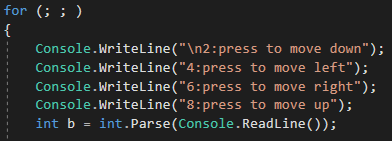 for (; ; )
{
Console.WriteLine("\n2:press to move down");
Console.WriteLine("4:press to move left");
Console.WriteLine("6:press to move right");
Console.WriteLine("8:press to move up");
int b = int.Parse(Console.ReadLine());